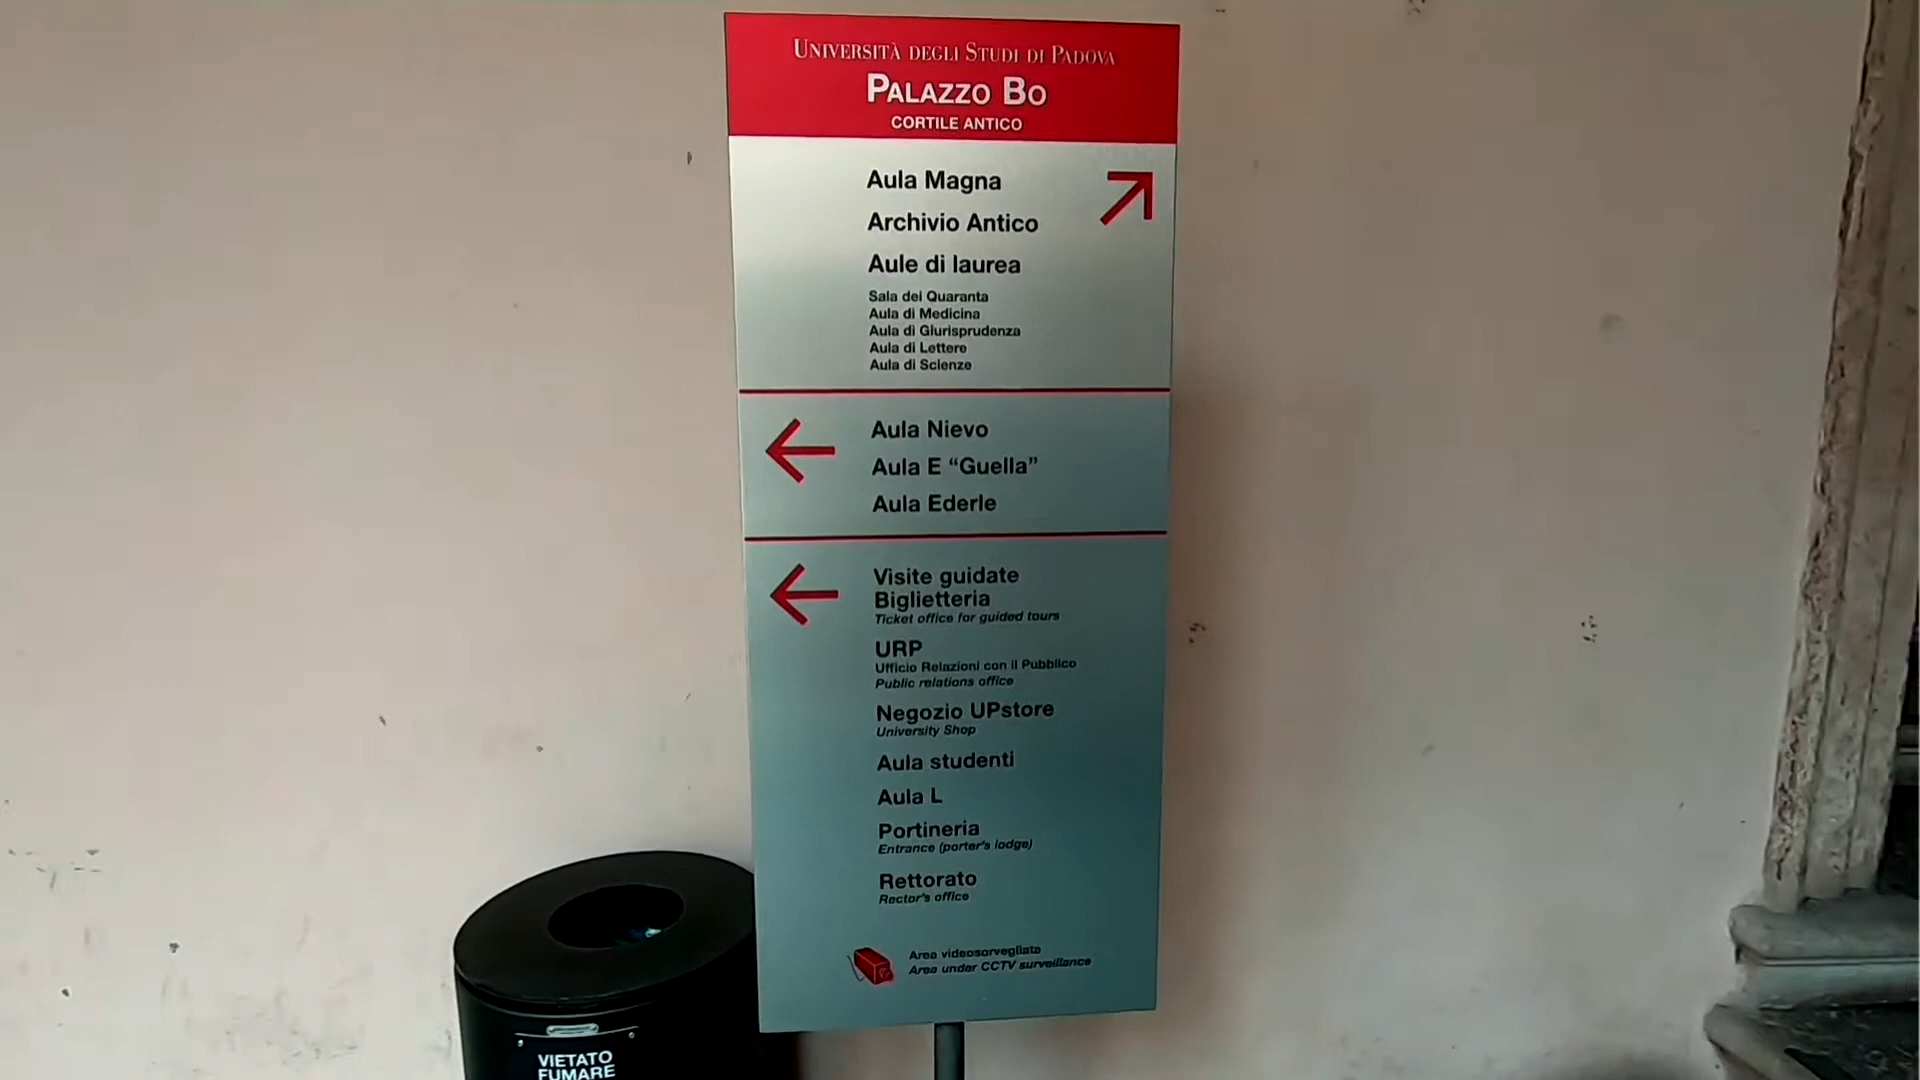 UNIVERSITÀ DEGLI STUDI DI PADOVA
PALAZZO BO
CORTILE ANTICO
Aula Magna
Archivio Antico
Aule di laurea
Sala dei Quaranta
Aula di Medicina
Aula di Giurisprudenza
Aula di Lettere
Aula di Scienze
Aula Nievo
Aula E “Guella”
Aula Ederle
Visite guidate
Biglietteria
Ticket office for guided tours
URP
Ufficio Relazioni con il Pubblico
Public relations office
Negozio UPstore
University Shop
Aula studenti
Aula L
Portineria
Entrance (porter's lodge)
Rettorato
Rector's office
Area videosorvegliata
Area under CCTV surveillance
VIETATO
FUMARE